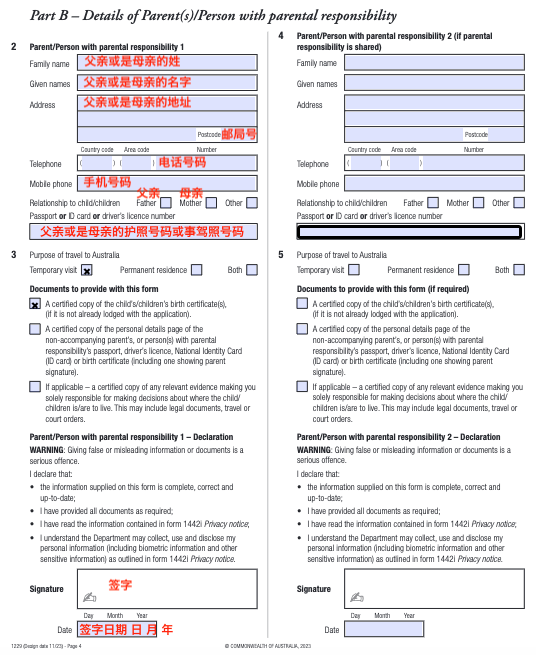 Part B – Details of Parent(s)/Person with parental responsibility
2 Parent/Person with parental responsibility 1
Family name 父亲或是母亲的姓
Given names 父亲或是母亲的名字
Address 父亲或是母亲的地址
Postcode 邮局号
Country code Area code Number
Telephone ( ) ( ) 电话号码
Mobile phone 手机号码
父亲 母亲
Relationship to child/children Father Mother Other
Passport or ID card or driver's licence number
父亲或是母亲的护照号码或事驾照号码
3 Purpose of travel to Australia
Temporary visit Permanent residence Both
Documents to provide with this form
A certified copy of the child's/children's birth certificate(s),
(if it is not already lodged with the application).
A certified copy of the personal details page of the
non-accompanying parent's, or person(s) with parental
responsibility's passport, driver's licence, National Identity Card
(ID card) or birth certificate (including one showing parent
signature).
If applicable – a certified copy of any relevant evidence making you
solely responsible for making decisions about where the child/
children is/are to live. This may include legal documents, travel or
court orders.
Parent/Person with parental responsibility 1 – Declaration
WARNING: Giving false or misleading information or documents is a
serious offence.
I declare that:
• the information supplied on this form is complete, correct and
up-to-date;
• I have provided all documents as required;
• I have read the information contained in form 1442i Privacy notice;
• I understand the Department may collect, use and disclose my
personal information (including biometric information and other
sensitive information) as outlined in form 1442i Privacy notice.
Signature 签字
Day Month Year
Date 签字日期 日 月 年
4 Parent/Person with parental responsibility 2 (if parental
responsibility is shared)
Family name
Given names
Address
Postcode
Country code Area code Number
Telephone ( ) ( )
Mobile phone
Relationship to child/children Father Mother Other
Passport or ID card or driver's licence number
5 Purpose of travel to Australia
Temporary visit Permanent residence Both
Documents to provide with this form (if required)
A certified copy of the child's/children's birth certificate(s),
(if it is not already lodged with the application).
A certified copy of the personal details page of the
non-accompanying parent's, or person(s) with parental
responsibility's passport, driver's licence, National Identity Card
(ID card) or birth certificate (including one showing parent
signature).
If applicable – a certified copy of any relevant evidence making you
solely responsible for making decisions about where the child/
children is/are to live. This may include legal documents, travel or
court orders.
Parent/Person with parental responsibility 2 – Declaration
WARNING: Giving false or misleading information or documents is a
serious offence.
I declare that:
• the information supplied on this form is complete, correct and
up-to-date;
• I have provided all documents as required;
• I have read the information contained in form 1442i Privacy notice;
• I understand the Department may collect, use and disclose my
personal information (including biometric information and other
sensitive information) as outlined in form 1442i Privacy notice.
Signature
Day Month Year
Date
1229 (Design date 11/23) - Page 4 © COMMONWEALTH OF AUSTRALIA, 2023